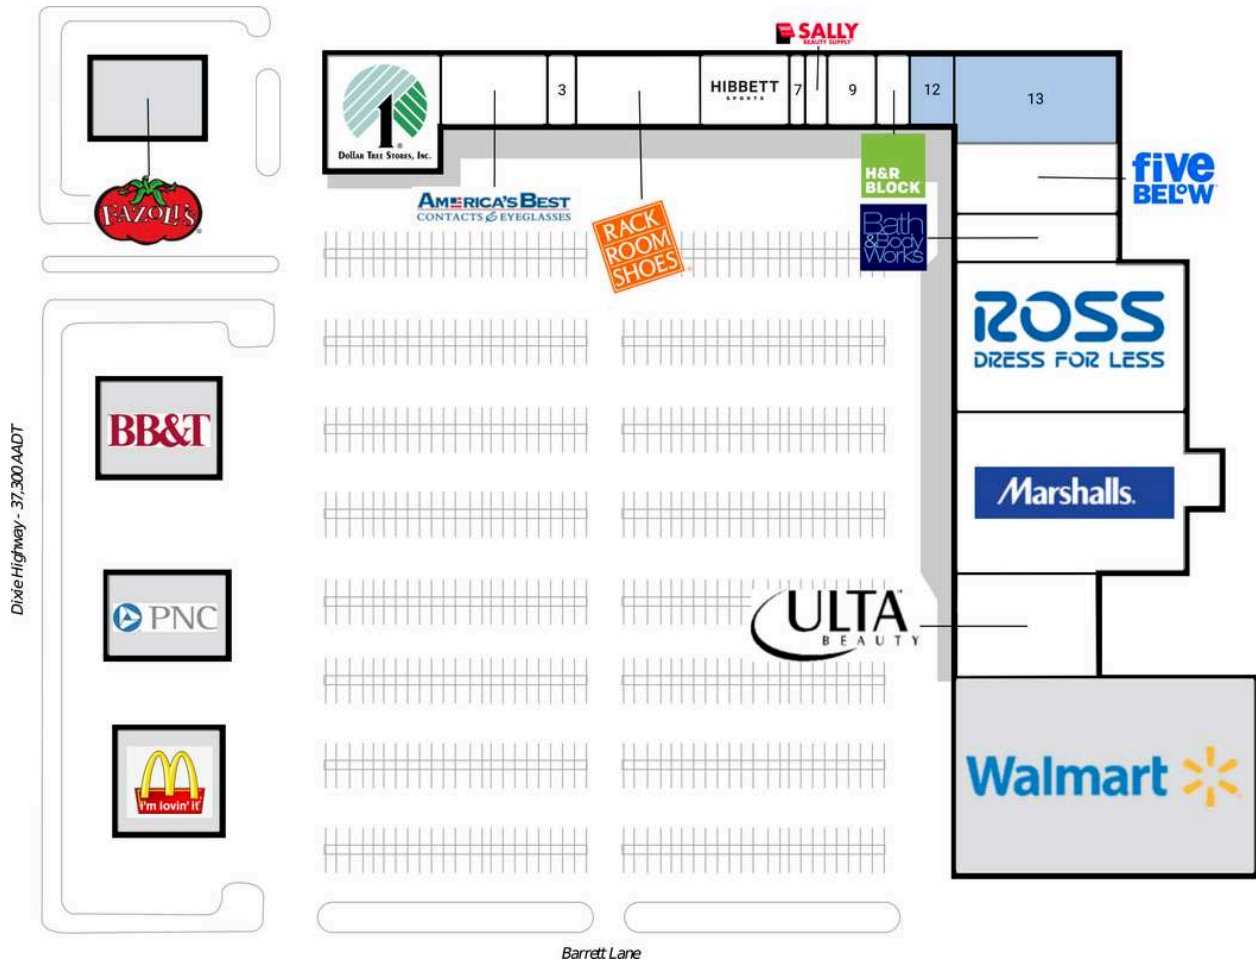 SALLY
BEAUTY SUPPLY
1
Dollar Tree Stores, Inc.
3
HIBBETT
SPORTS
7
9
12
13
H&R
BLOCK
five
BELOW
FAZOLI'S
AMERICA'S BEST
CONTACTS & EYEGLASSES
RACK
ROOM
SHOES
Bath
&Body
Works
ROSS
DRESS FOR LESS
BB&T
Marshalls.
Dixie Highway - 37,300 AADT
PNC
ULTA
BEAUTY
i'm lovin' it
Walmart
Barrett Lane